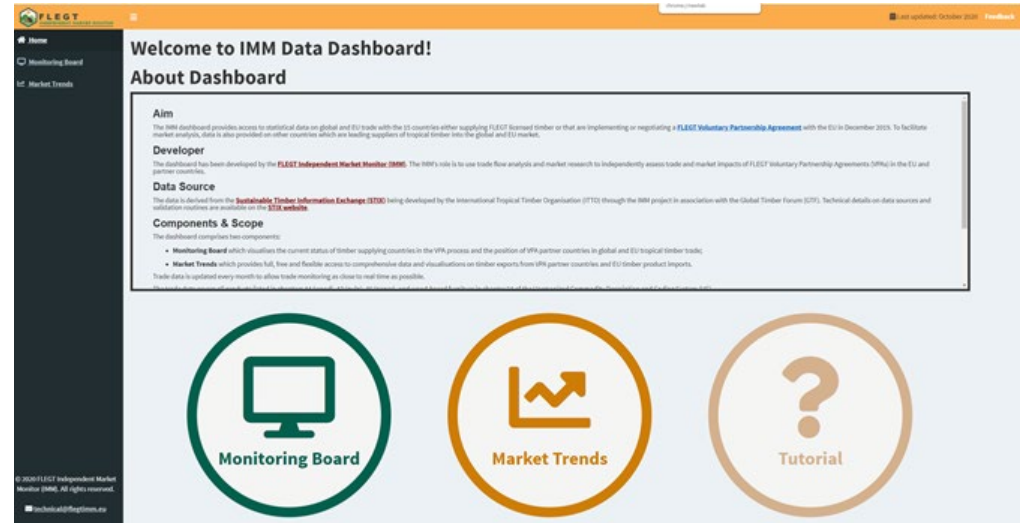 FLEGT
INDEPENDENT MARKET MONITOR
Last updated: October 2020 Feedback
Home
Monitoring Board
Market Trends
Welcome to IMM Data Dashboard!
About Dashboard
Aim
The IMM dashboard provides access to statistical data on global and EU trade with the 15 countries either supplying FLEGT licensed timber or that are implementing or negotiating a FLEGT Voluntary Partnership Agreement with the EU in December 2019. To facilitate
market analysis, data is also provided on other countries which are leading suppliers of tropical timber into the global and EU market.
Developer
The dashboard has been developed by the FLEGT Independent Market Monitor (IMM). The IMM's role is to use trade flow analysis and market research to independently assess trade and market impacts of FLEGT Voluntary Partnership Agreements (VPAs) in the EU and
partner countries.
Data Source
The data is derived from the Sustainable Timber Information Exchange (STIX) being developed by the International Tropical Timber Organisation (ITTO) through the IMM project in association with the Global Timber Forum (GTF). Technical details on data sources and
validation routines are available on the STIX website.
Components & Scope
The dashboard comprises two components:
• Monitoring Board which visualises the current status of timber supplying countries in the VPA process and the position of VPA partner countries in global and EU tropical timber trade;
• Market Trends which provides full, free and flexible access to comprehensive data and visualisations on timber exports from VPA partner countries and EU timber product imports.
Trade data is updated every month to allow trade monitoring as close to real time as possible.
Monitoring Board
Market Trends
Tutorial
© 2020 FLEGT Independent Market
Monitor (IMM). All rights reserved.
technical@flegtimm.eu